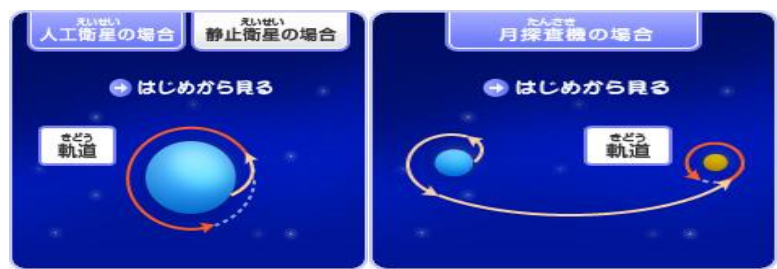 えいせい
人工衛星の場合
えいせい
静止衛星の場合
はじめから見る
きどう
軌道
たんさき
月探査機の場合
はじめから見る
きどう
軌道